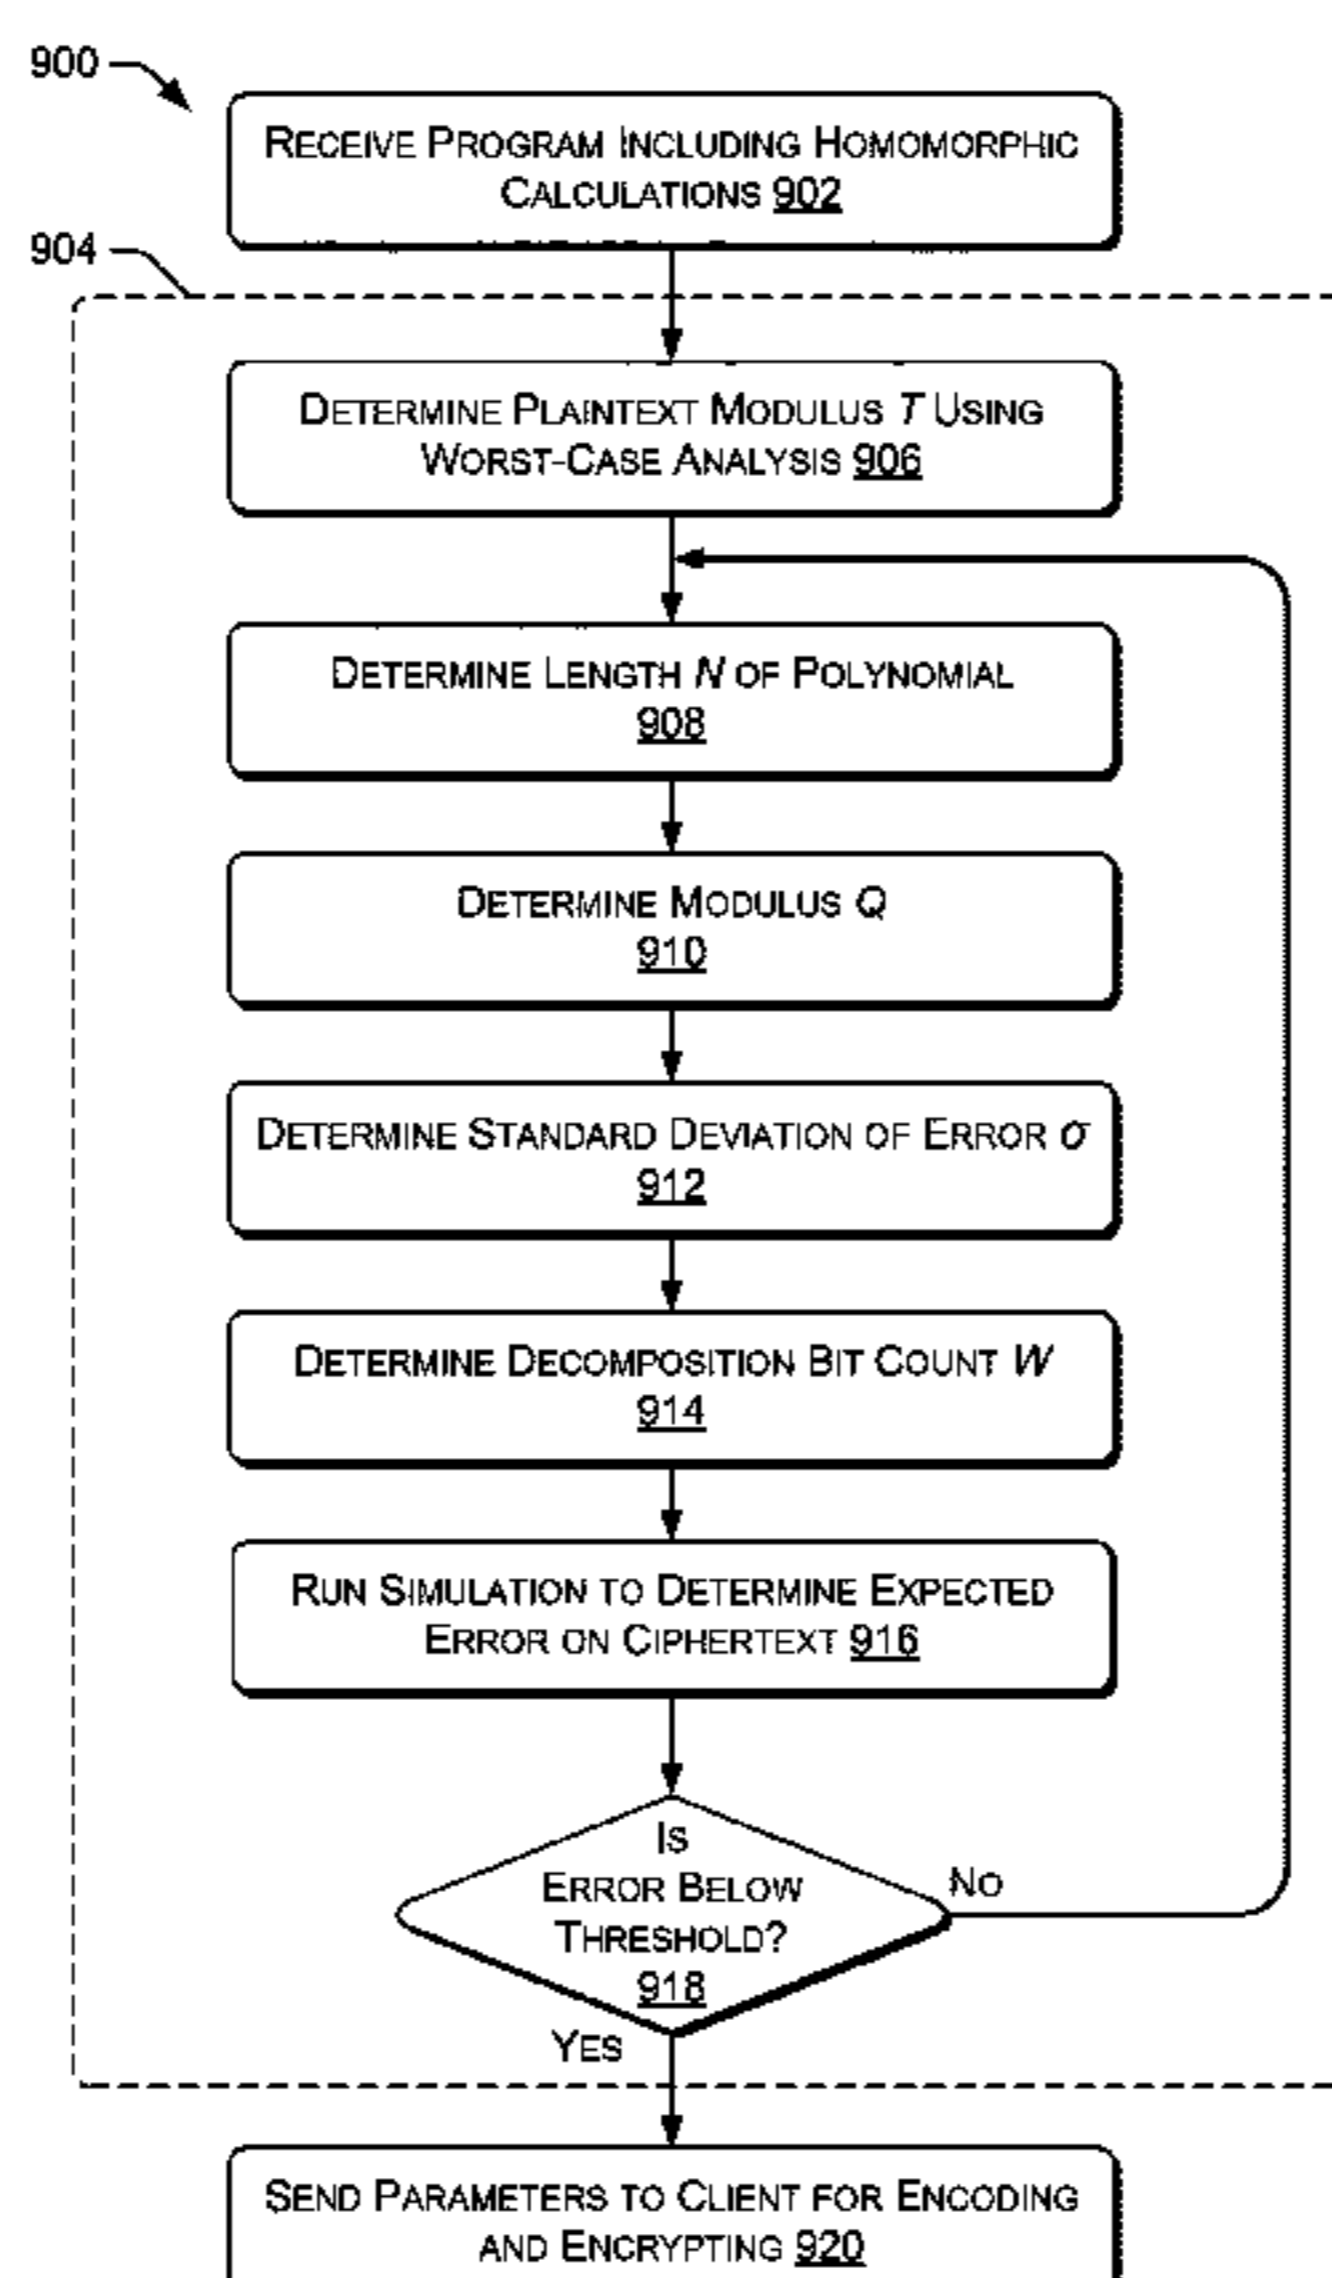 900
RECEIVE PROGRAM INCLUDING HOMOMORPHIC
CALCULATIONS 902
904
DETERMINE PLAINTEXT MODULUS T USING
WORST-CASE ANALYSIS 906
DETERMINE LENGTH N OF POLYNOMIAL
908
DETERMINE MODULUS Q
910
DETERMINE STANDARD DEVIATION OF ERROR σ
912
DETERMINE DECOMPOSITION BIT COUNT W
914
RUN SIMULATION TO DETERMINE EXPECTED
ERROR ON CIPHERTEXT 916
IS
ERROR BELOW
THRESHOLD?
918
NO
YES
SEND PARAMETERS TO CLIENT FOR ENCODING
AND ENCRYPTING 920